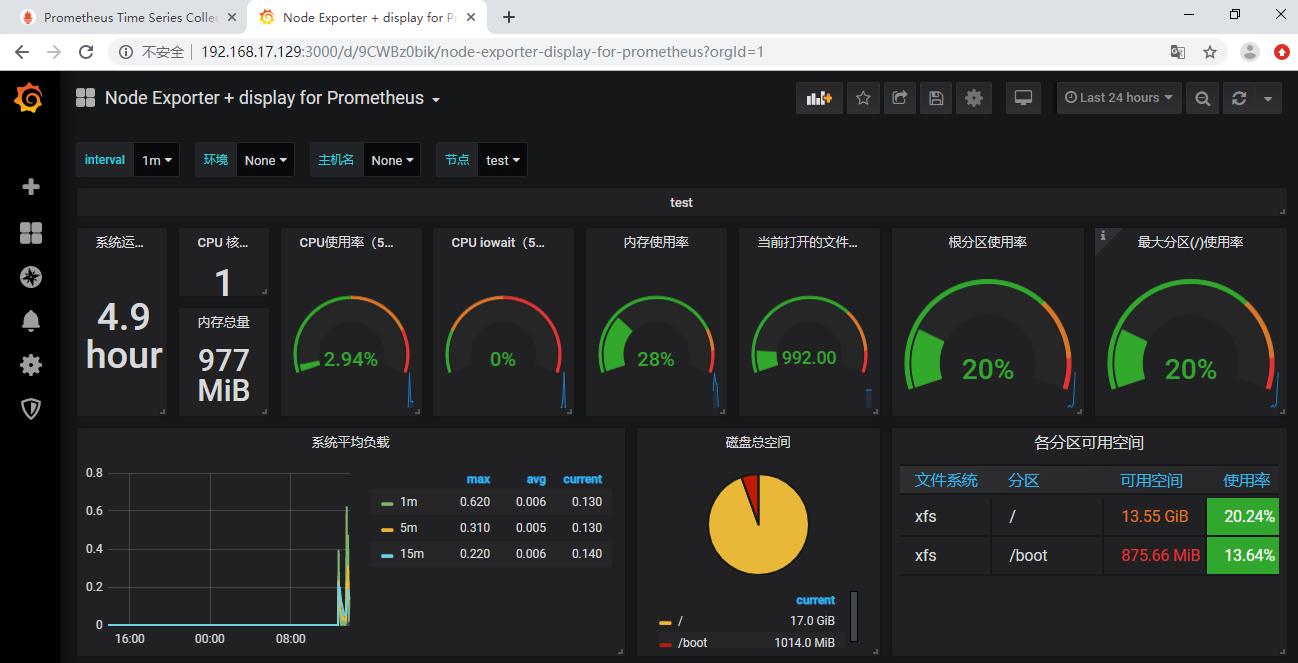 Prometheus Time Series Collec
Node Exporter + display for P
不安全 192.168.17.129:3000/d/9CWBz0bik/node-exporter-display-for-prometheus?orgId=1
Node Exporter + display for Prometheus
Last 24 hours
interval 1m 环境 None 主机名 None 节点 test
test
系统运...
4.9
hour
CPU 核...
1
内存总量
977
MiB
CPU使用率（5...
2.94%
CPU iowait（5...
0%
内存使用率
28%
当前打开的文件...
992.00
根分区使用率
20%
最大分区(/)使用率
20%
系统平均负载
0.8
0.6
0.4
0.2
0
16:00 00:00 08:00
max avg current
1m 0.620 0.006 0.130
5m 0.310 0.005 0.130
15m 0.220 0.006 0.140
磁盘总空间
current
/ 17.0 GiB
/boot 1014.0 MiB
各分区可用空间
文件系统 分区 可用空间 使用率
xfs / 13.55 GiB 20.24%
xfs /boot 875.66 MiB 13.64%